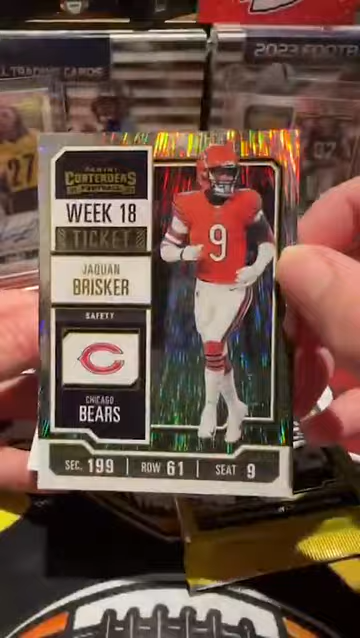 L TRADING CARDS
2023 FOOTB
PANINI
CONTENDERS
FOOTBALL
WEEK 18
TICKET
JAQUAN
BRISKER
SAFETY
CHICAGO
BEARS
9
SEC. 199 | ROW 61 | SEAT 9
27